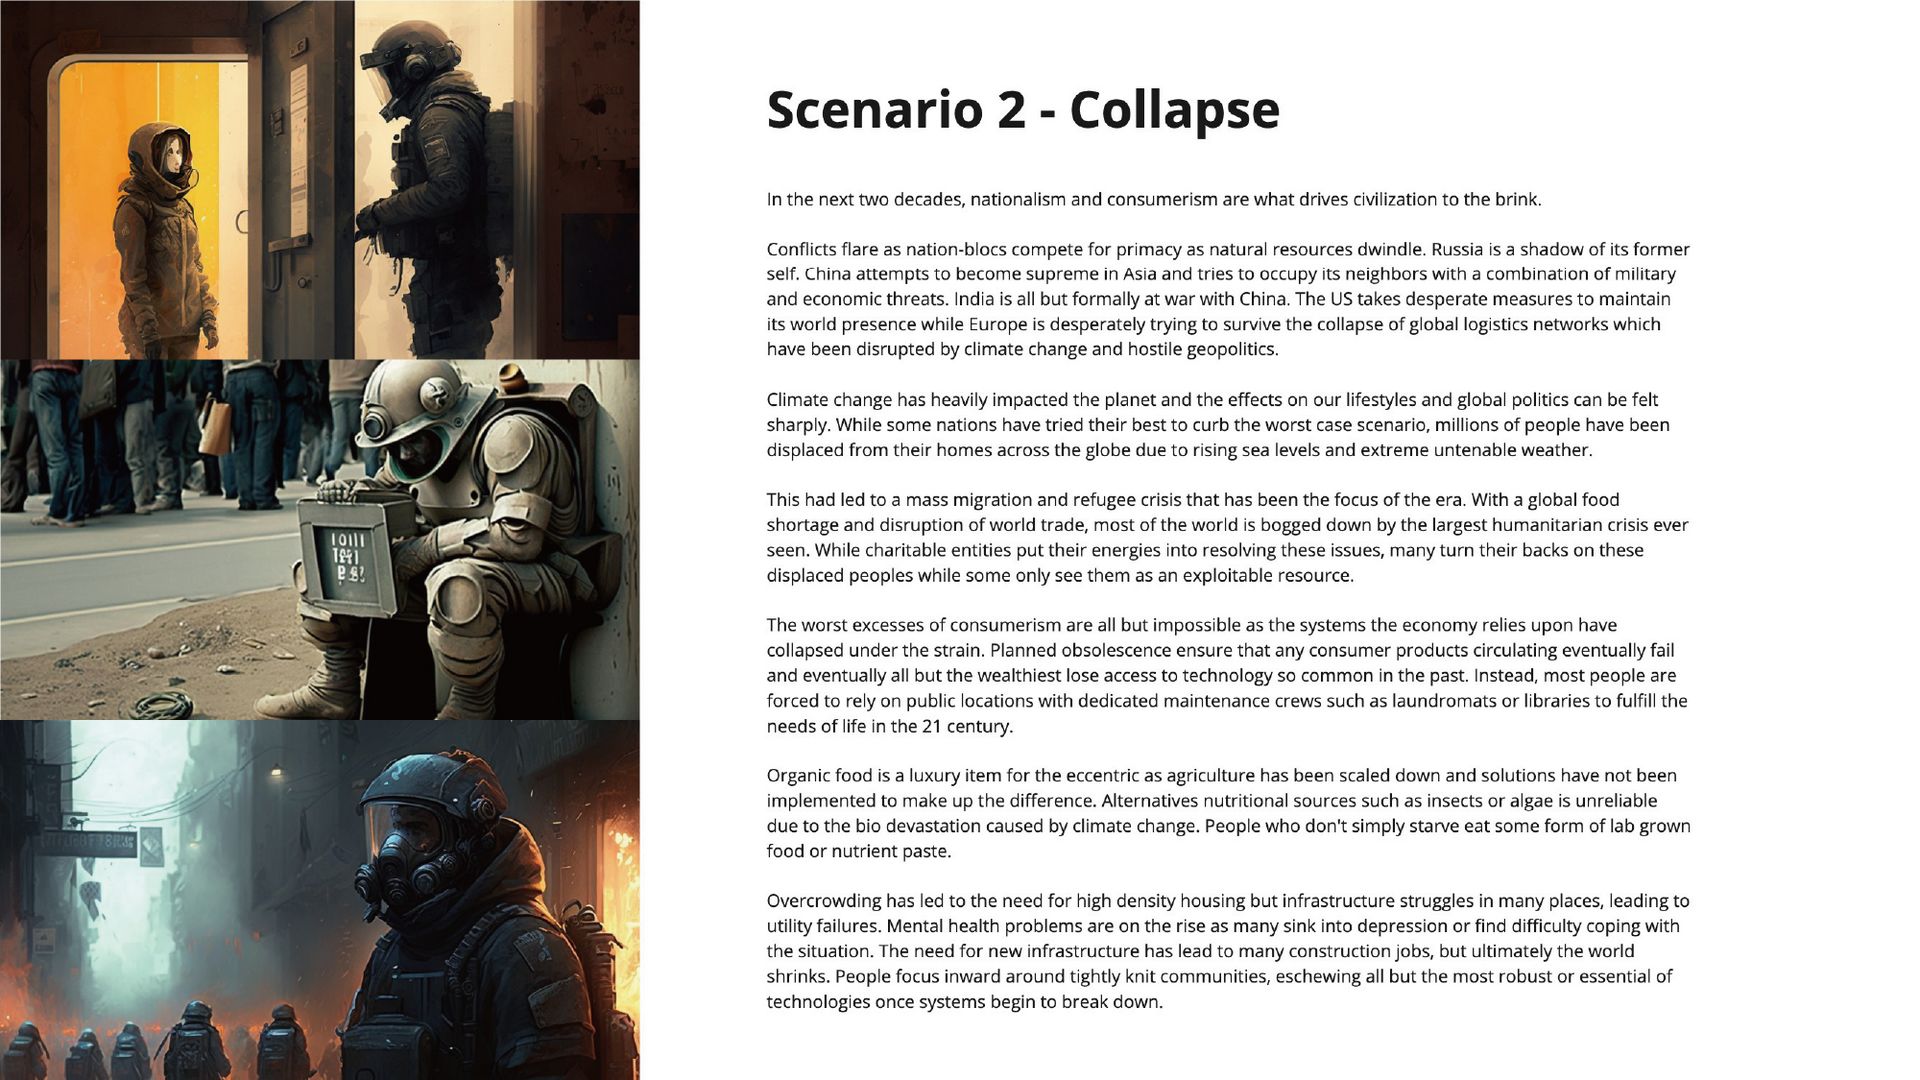 Scenario 2 - Collapse
In the next two decades, nationalism and consumerism are what drives civilization to the brink.
Conflicts flare as nation-blocs compete for primacy as natural resources dwindle. Russia is a shadow of its former
self. China attempts to become supreme in Asia and tries to occupy its neighbors with a combination of military
and economic threats. India is all but formally at war with China. The US takes desperate measures to maintain
its world presence while Europe is desperately trying to survive the collapse of global logistics networks which
have been disrupted by climate change and hostile geopolitics.
Climate change has heavily impacted the planet and the effects on our lifestyles and global politics can be felt
sharply. While some nations have tried their best to curb the worst case scenario, millions of people have been
displaced from their homes across the globe due to rising sea levels and extreme untenable weather.
This had led to a mass migration and refugee crisis that has been the focus of the era. With a global food
shortage and disruption of world trade, most of the world is bogged down by the largest humanitarian crisis ever
seen. While charitable entities put their energies into resolving these issues, many turn their backs on these
displaced peoples while some only see them as an exploitable resource.
The worst excesses of consumerism are all but impossible as the systems the economy relies upon have
collapsed under the strain. Planned obsolescence ensure that any consumer products circulating eventually fail
and eventually all but the wealthiest lose access to technology so common in the past. Instead, most people are
forced to rely on public locations with dedicated maintenance crews such as laundromats or libraries to fulfill the
needs of life in the 21 century.
Organic food is a luxury item for the eccentric as agriculture has been scaled down and solutions have not been
implemented to make up the difference. Alternatives nutritional sources such as insects or algae is unreliable
due to the bio devastation caused by climate change. People who don't simply starve eat some form of lab grown
food or nutrient paste.
Overcrowding has led to the need for high density housing but infrastructure struggles in many places, leading to
utility failures. Mental health problems are on the rise as many sink into depression or find difficulty coping with
the situation. The need for new infrastructure has lead to many construction jobs, but ultimately the world
shrinks. People focus inward around tightly knit communities, eschewing all but the most robust or essential of
technologies once systems begin to break down.